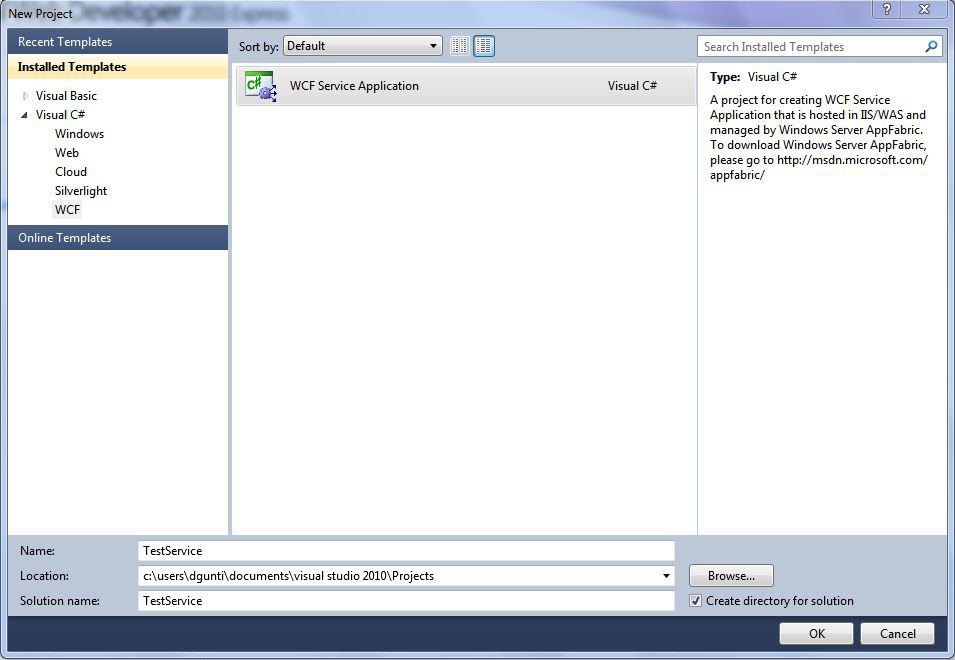 Developer 2010 Express
New Project
Recent Templates
Installed Templates
Visual Basic
Visual C#
Windows
Web
Cloud
Silverlight
WCF
Online Templates
Sort by: Default
WCF Service Application Visual C#
Search Installed Templates
Type: Visual C#
A project for creating WCF Service
Application that is hosted in IIS/WAS and
managed by Windows Server AppFabric.
To download Windows Server AppFabric,
please go to http://msdn.microsoft.com/
appfabric/
Name: TestService
Location: c:\users\dgunti\documents\visual studio 2010\Projects
Browse...
Solution name: TestService
Create directory for solution
OK Cancel